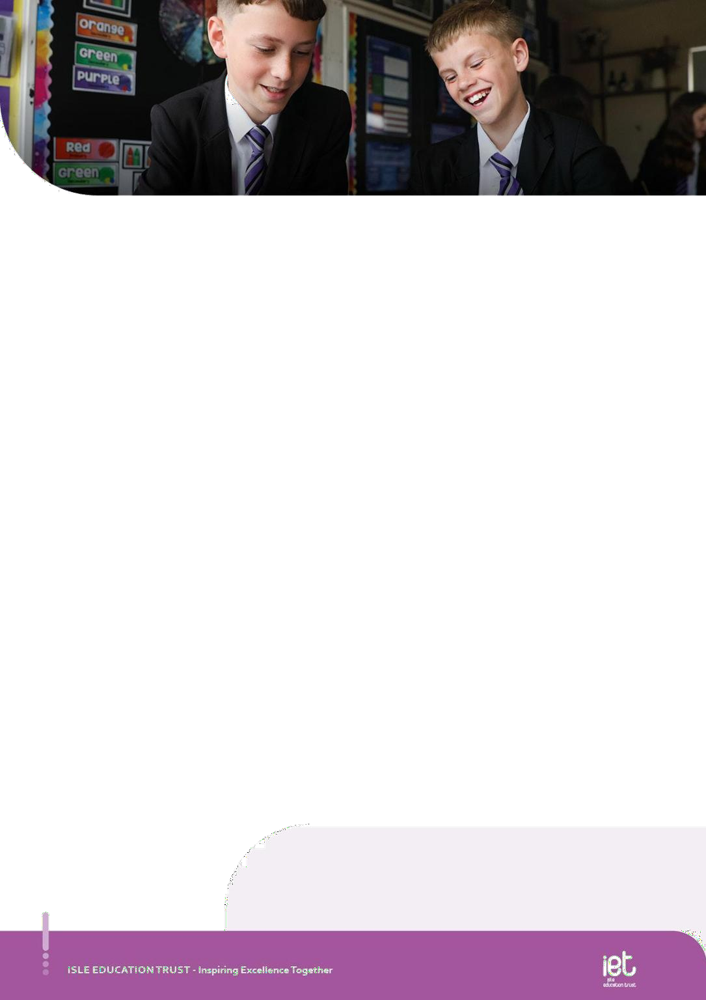 Orange
Green
Purple
Red
Green
ISLE EDUCATION TRUST - Inspiring Excellence Together
iet
isle
education trust